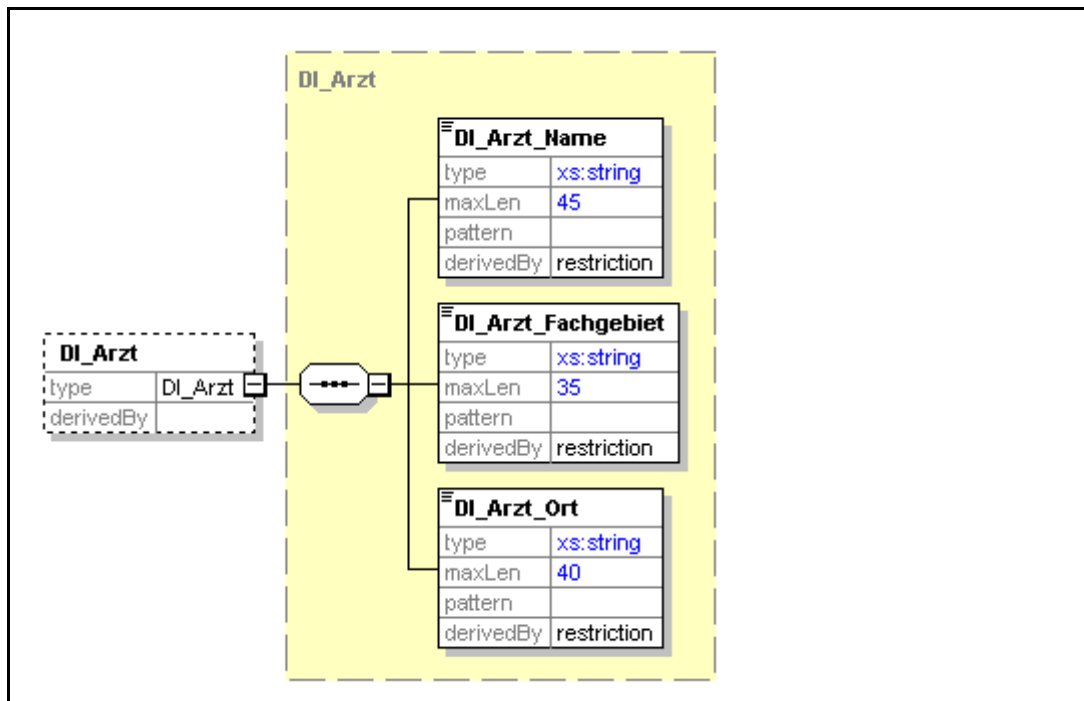 DI_Arzt
DI_Arzt_Name
type xs:string
maxLen 45
pattern
derivedBy restriction
DI_Arzt_Fachgebiet
type xs:string
maxLen 35
pattern
derivedBy restriction
DI_Arzt
type DI_Arzt
derivedBy
DI_Arzt_Ort
type xs:string
maxLen 40
pattern
derivedBy restriction